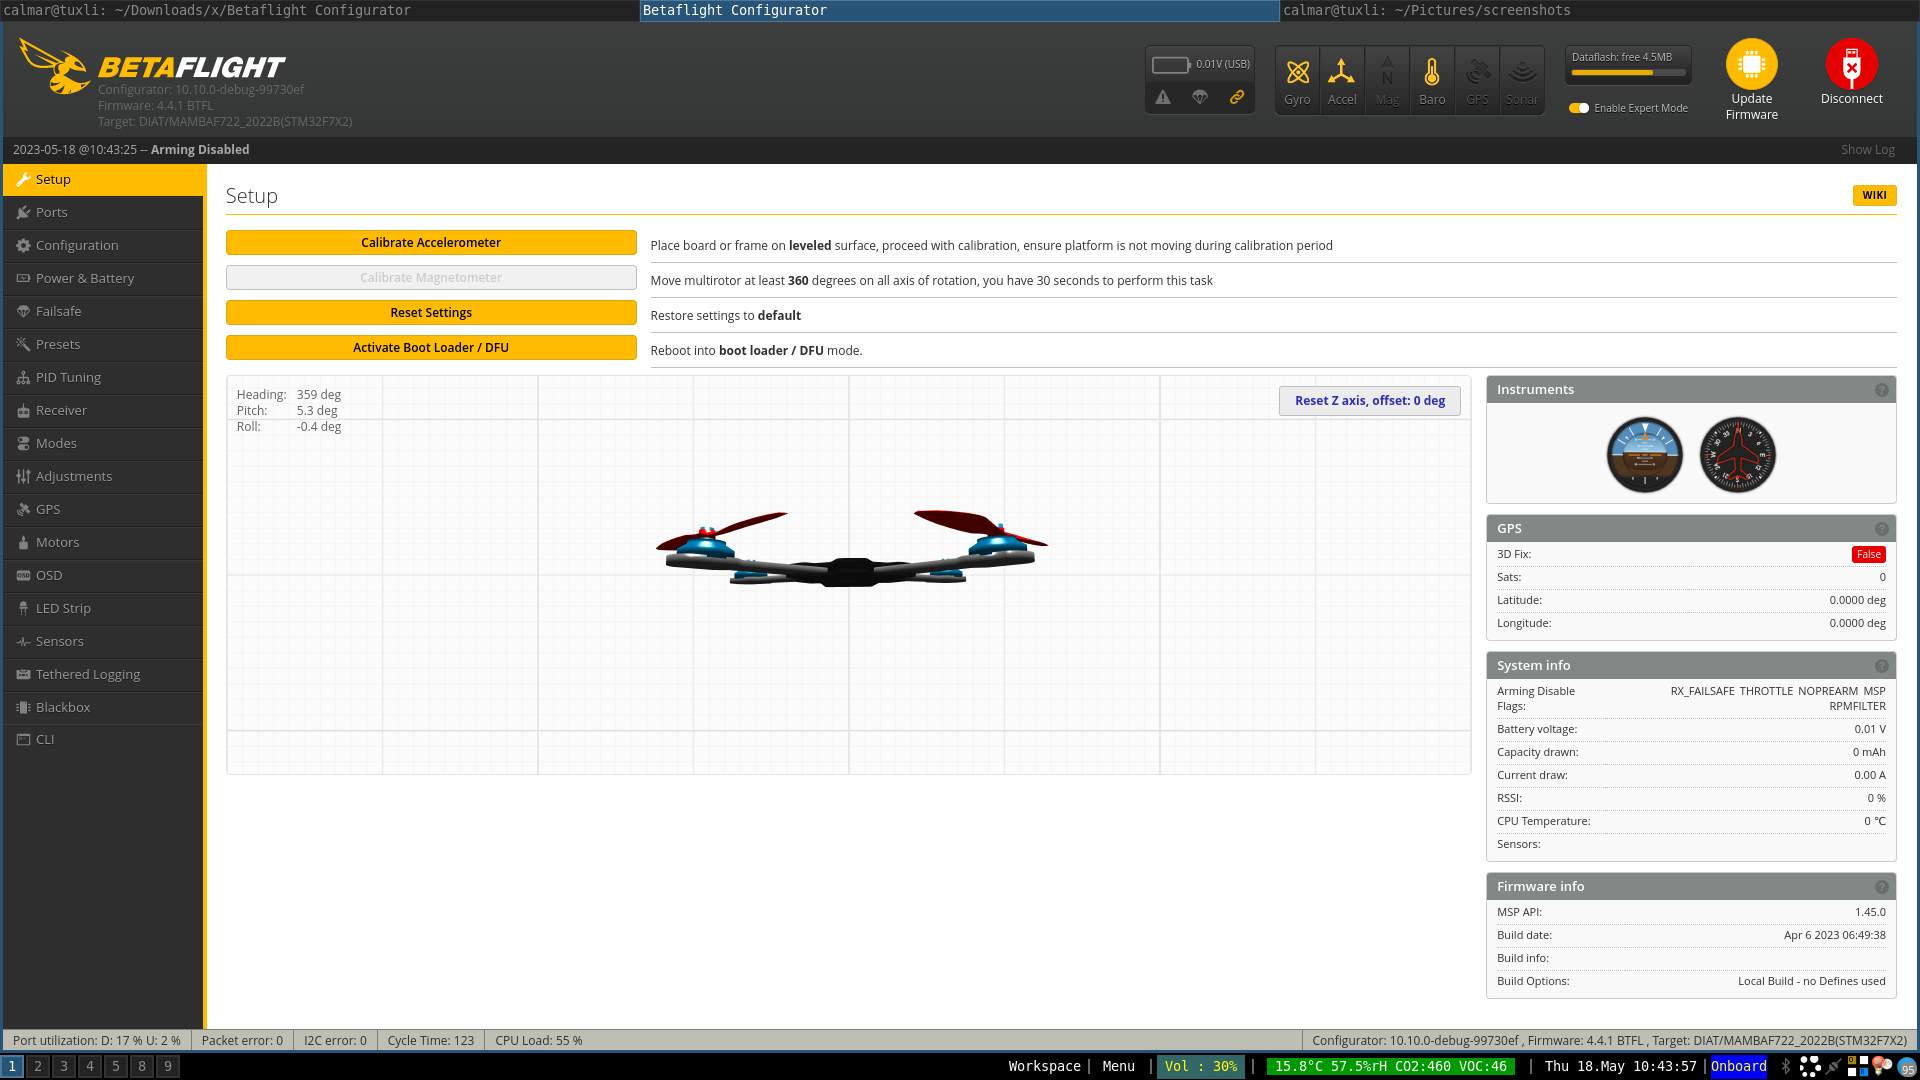 calmar@tuxli: ~/Downloads/x/Betaflight Configurator
Betaflight Configurator
calmar@tuxli: ~/Pictures/screenshots
BETAFLIGHT
Configurator: 10.10.0-debug-99730ef
Firmware: 4.4.1 BTFL
Target: DIAT/MAMBAF722_2022B(STM32F7X2)
0.01V (USB)
Gyro
Accel
N
Mag
Baro
GPS
Sonar
Dataflash: free 4.5MB
Enable Expert Mode
Update
Firmware
Disconnect
2023-05-18 @10:43:25 -- Arming Disabled
Show Log
Setup
Ports
Configuration
Power & Battery
Failsafe
Presets
PID Tuning
Receiver
Modes
Adjustments
GPS
Motors
OSD
LED Strip
Sensors
Tethered Logging
Blackbox
CLI
Setup
WIKI
Calibrate Accelerometer
Place board or frame on leveled surface, proceed with calibration, ensure platform is not moving during calibration period
Calibrate Magnetometer
Move multirotor at least 360 degrees on all axis of rotation, you have 30 seconds to perform this task
Reset Settings
Restore settings to default
Activate Boot Loader / DFU
Reboot into boot loader / DFU mode.
Heading: 359 deg
Pitch: 5.3 deg
Roll: -0.4 deg
Reset Z axis, offset: 0 deg
Instruments
GPS
3D Fix: False
Sats: 0
Latitude: 0.0000 deg
Longitude: 0.0000 deg
System info
Arming Disable Flags: RX_FAILSAFE THROTTLE NOPREARM MSP RPMFILTER
Battery voltage: 0.01 V
Capacity drawn: 0 mAh
Current draw: 0.00 A
RSSI: 0 %
CPU Temperature: 0 ℃
Sensors:
Firmware info
MSP API: 1.45.0
Build date: Apr 6 2023 06:49:38
Build info:
Build Options: Local Build - no Defines used
Port utilization: D: 17 % U: 2 %
Packet error: 0
I2C error: 0
Cycle Time: 123
CPU Load: 55 %
Configurator: 10.10.0-debug-99730ef , Firmware: 4.4.1 BTFL , Target: DIAT/MAMBAF722_2022B(STM32F7X2)
1 2 3 4 5 8 9
Workspace | Menu | Vol : 30% | 15.8°C 57.5%rH CO2:460 VOC:46 | Thu 18.May 10:43:57 | Onboard
95